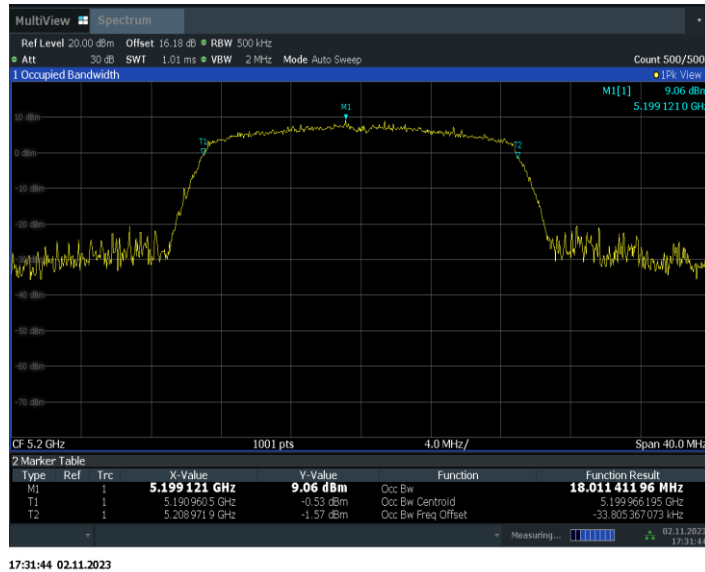 MultiView Spectrum
Ref Level 20.00 dBm Offset 16.18 dB RBW 500 kHz
Att 30 dB SWT 1.01 ms VBW 2 MHz Mode Auto Sweep Count 500/500
1 Occupied Bandwidth 1Pk View
M1[1] 9.06 dBm
5.199 121 0 GHz
M1
10 dBm
T1
T2
0 dBm
-10 dBm
-20 dBm
-30 dBm
-40 dBm
-50 dBm
-60 dBm
-70 dBm
CF 5.2 GHz 1001 pts 4.0 MHz/ Span 40.0 MHz
2 Marker Table
Type Ref Trc X-Value Y-Value Function Function Result
M1 1 5.199 121 GHz 9.06 dBm Occ Bw 18.011 411 96 MHz
T1 1 5.190 960 5 GHz -0.53 dBm Occ Bw Centroid 5.199 966 195 GHz
T2 1 5.208 971 9 GHz -1.57 dBm Occ Bw Freq Offset -33.805 367 073 kHz
Measuring... 02.11.2023
17:31:44
17:31:44 02.11.2023